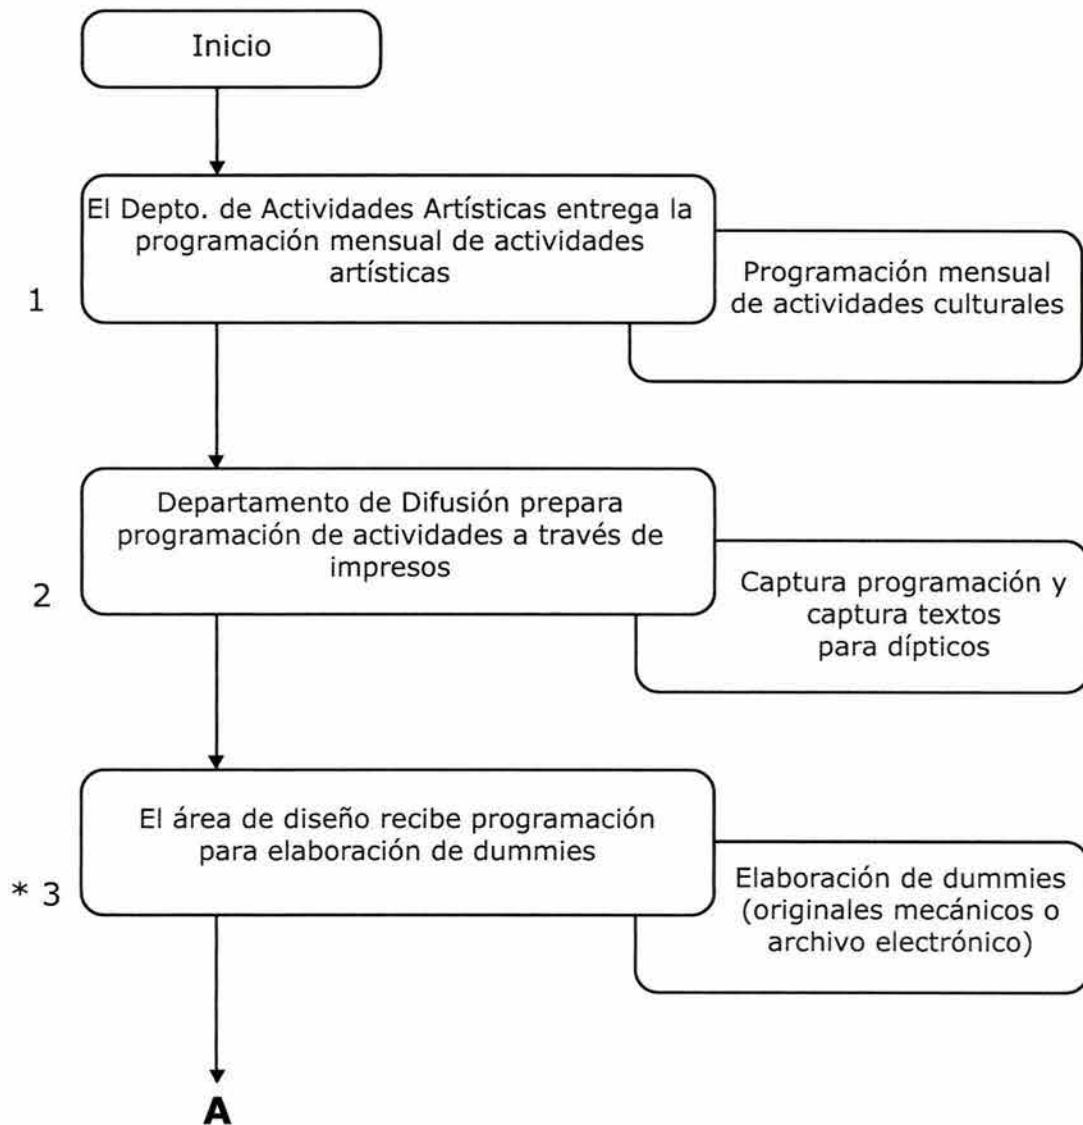 Inicio
El Depto. de Actividades Artísticas entrega la
programación mensual de actividades
artísticas
1
Programación mensual
de actividades culturales
Departamento de Difusión prepara
programación de actividades a través de
impresos
2
Captura programación y
captura textos
para dípticos
El área de diseño recibe programación
para elaboración de dummies
* 3
Elaboración de dummies
(originales mecánicos o
archivo electrónico)
A